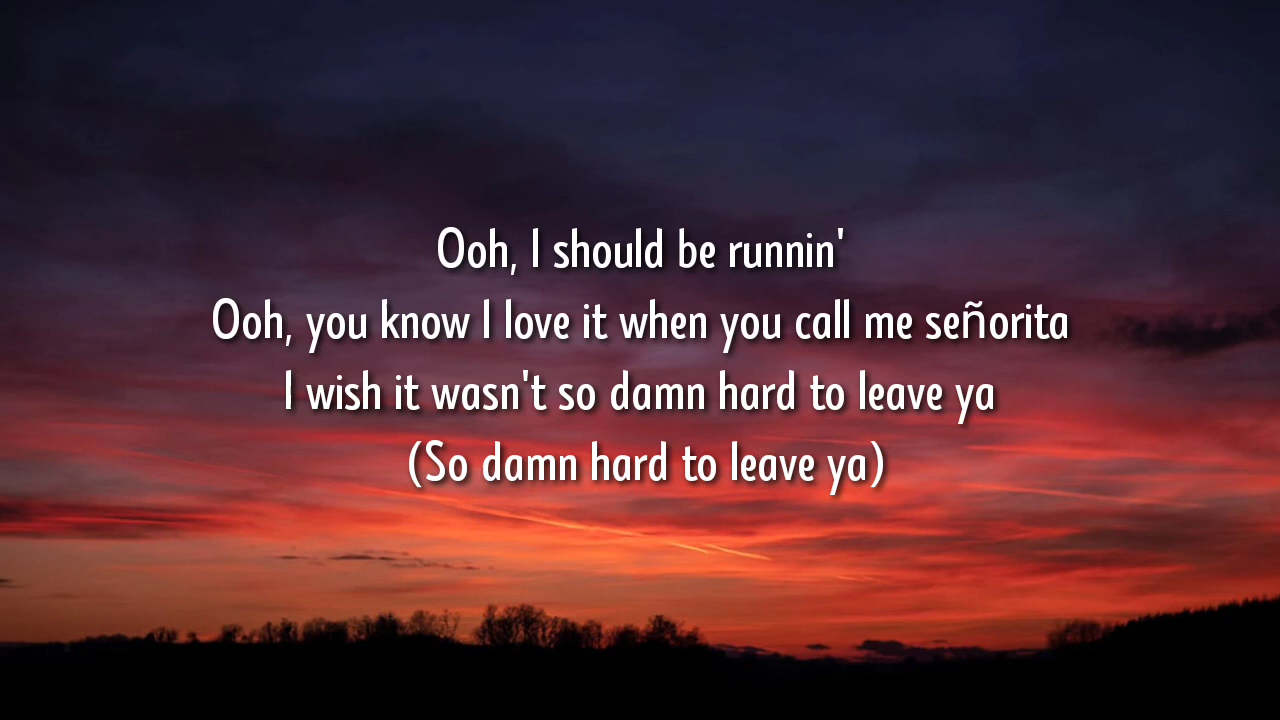 Ooh, I should be runnin'
Ooh, you know I love it when you call me señorita
I wish it wasn't so damn hard to leave ya
(So damn hard to leave ya)